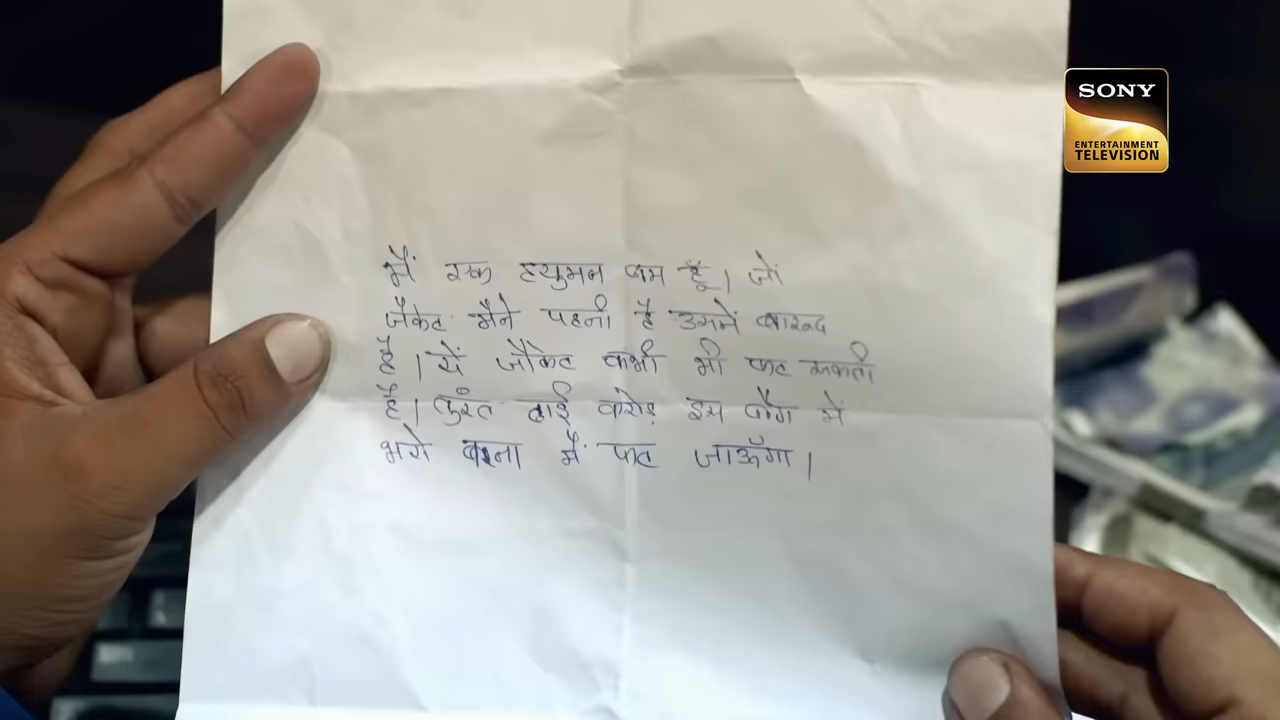 SONY
ENTERTAINMENT
TELEVISION
मैं एक ह्युमन बम हूँ। जो
जैकेट मैने पहनी है उसमें बारूद
है। ये जैकेट कभी भी फट सकती
है। तुरंत ढाई करोड़ इस बैग में
भरो वरना मैं फट जाऊँगा।